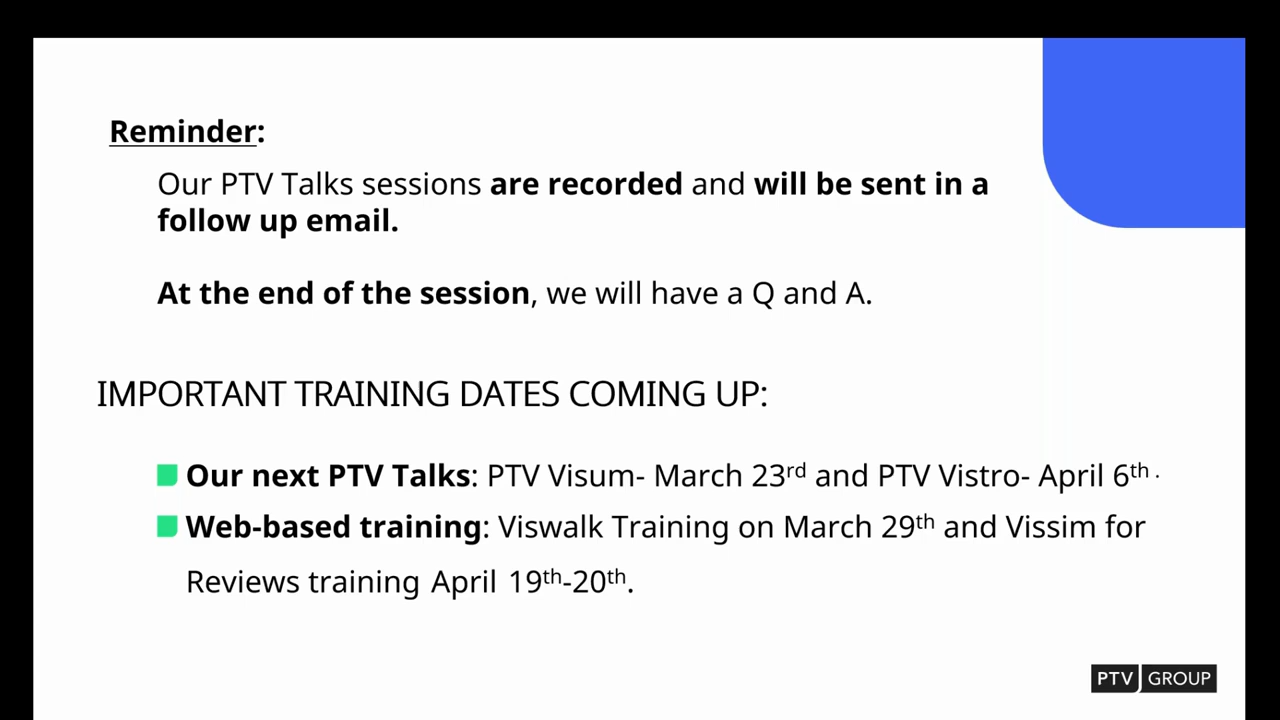 Reminder:
Our PTV Talks sessions are recorded and will be sent in a
follow up email.
At the end of the session, we will have a Q and A.
IMPORTANT TRAINING DATES COMING UP:
Our next PTV Talks: PTV Visum- March 23rd and PTV Vistro- April 6th .
Web-based training: Viswalk Training on March 29th and Vissim for
Reviews training April 19th-20th.
PTV GROUP